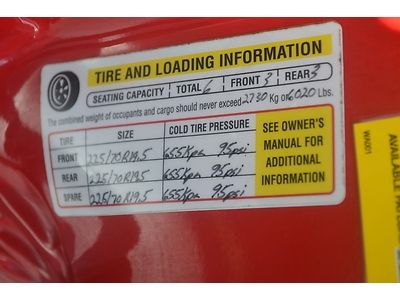 TIRE AND LOADING INFORMATION
SEATING CAPACITY TOTAL 6 FRONT 3 REAR 3
The combined weight of occupants and cargo should never exceed 2730 Kg or 6020 Lbs.
TIRE SIZE COLD TIRE PRESSURE
FRONT 225/70R19.5 655Kpa 95psi
REAR 225/70R19.5 655Kpa 95psi
SPARE 225/70R19.5 655Kpa 95psi
SEE OWNER'S
MANUAL FOR
ADDITIONAL
INFORMATION